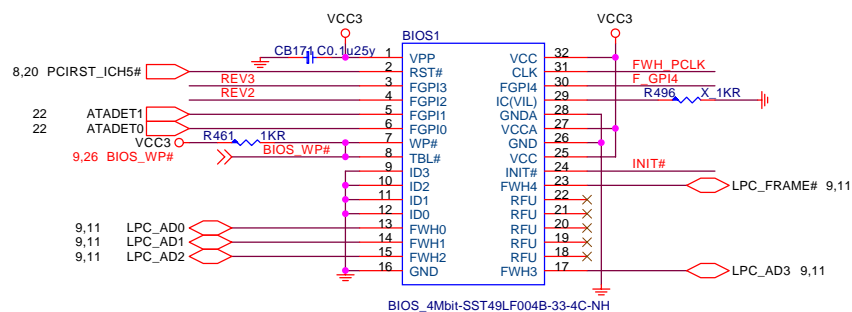 VCC3 VCC3
BIOS1
CB171 C0.1u25y 1 VPP VCC 32
8,20 PCIRST_ICH5# 2 RST# CLK 31 FWH_PCLK
REV3 3 FGPI3 FGPI4 30 F_GPI4
REV2 4 FGPI2 IC(VIL) 29 R496 X_1KR
22 ATADET1 5 FGPI1 GNDA 28
22 ATADET0 6 FGPI0 VCCA 27
VCC3 R461 1KR 7 WP# GND 26
9,26 BIOS_WP# BIOS_WP# 8 TBL# VCC 25
9 ID3 INIT# 24 INIT#
10 ID2 FWH4 23 LPC_FRAME# 9,11
11 ID1 RFU 22
12 ID0 RFU 21
9,11 LPC_AD0 13 FWH0 RFU 20
9,11 LPC_AD1 14 FWH1 RFU 19
9,11 LPC_AD2 15 FWH2 RFU 18
16 GND FWH3 17 LPC_AD3 9,11
BIOS_4Mbit-SST49LF004B-33-4C-NH